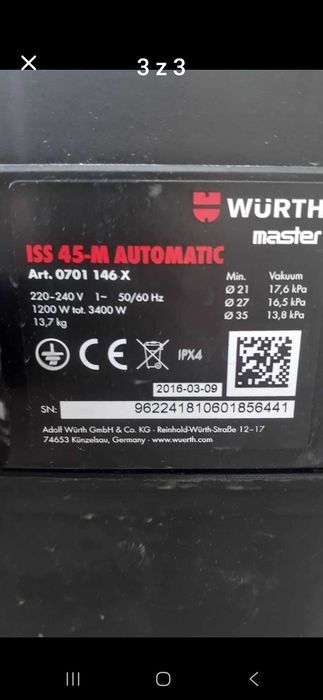 3 z 3
WÜRTH
master
ISS 45-M AUTOMATIC
Art. 0701 146 X
220-240 V 1~ 50/60 Hz
1200 W tot. 3400 W
13,7 kg
Min. Vakuum
Ø 21 17,6 kPa
Ø 27 16,5 kPa
Ø 35 13,8 kPa
CE IPX4
2016-03-09
SN: 962241810601856441
Adolf Würth GmbH & Co. KG · Reinhold-Würth-Straße 12-17
74653 Künzelsau, Germany · www.wuerth.com